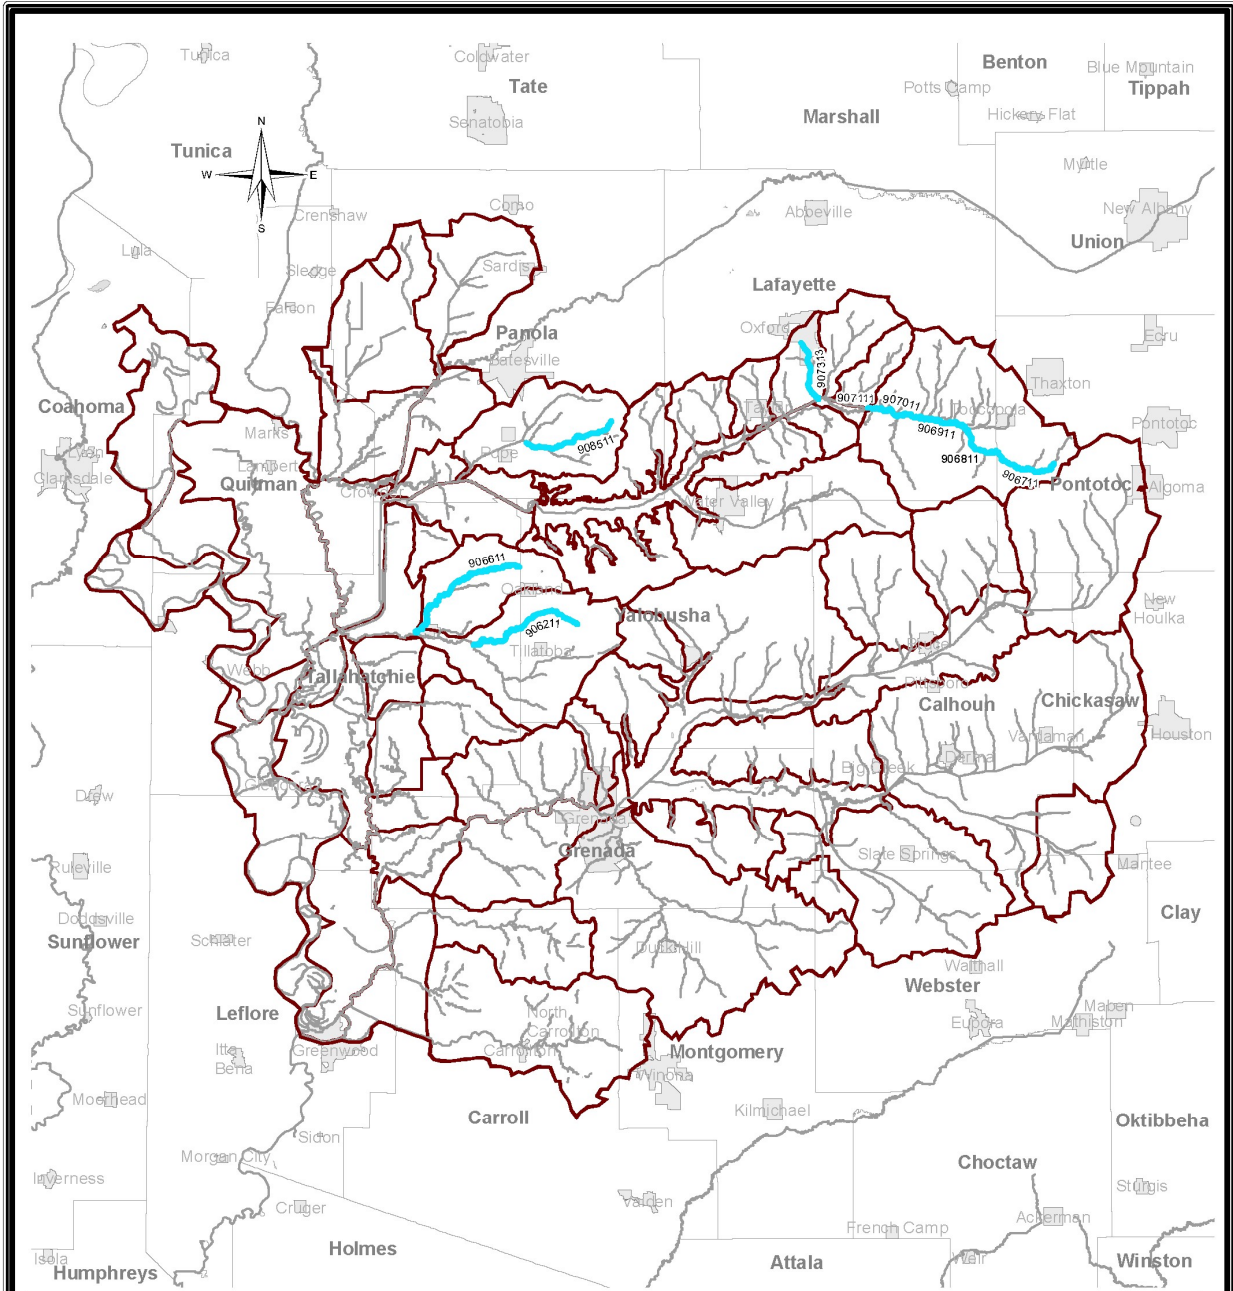 Tunica
Coldwater
Benton
Blue Mountain
Tate
Potts Camp
Tippah
Senatobia
Marshall
Hickory Flat
N
Tunica
W
E
Myrtle
S
Crenshaw
Como
Abbeville
New Albany
Union
Lula
Sledge
Sardis
Lafayette
Falcon
Oxford
Panola
Ecru
Batesville
907313
Thaxton
Coahoma
907111
907011
Toccopola
Taylor
Marks
906911
Pontotoc
908511
Pope
Lyon
Lambert
906811
Clarksdale
Quitman
906711
Pontotoc
Algoma
Crowder
Water Valley
906611
Oakland
New
Houlka
Yalobusha
906211
Bruce
Tillatoba
Webb
Tallahatchie
Pittsboro
Calhoun
Chickasaw
Vardaman
Houston
Derma
Big Creek
Glendora
Drew
Grenada
Grenada
Slate Springs
Mantee
Ruleville
Doddsville
Clay
Sunflower
Schlater
Duck Hill
Walthall
Webster
Sunflower
Leflore
North
Carrollton
Maben
Eupora
Mathiston
Itta
Bena
Greenwood
Carrollton
Montgomery
Winona
Moorhead
Kilmichael
Carroll
Oktibbeha
Sidon
Morgan City
Choctaw
Inverness
Sturgis
Cruger
Vaiden
Ackerman
French Camp
Holmes
Isola
Attala
Weir
Winston
Humphreys